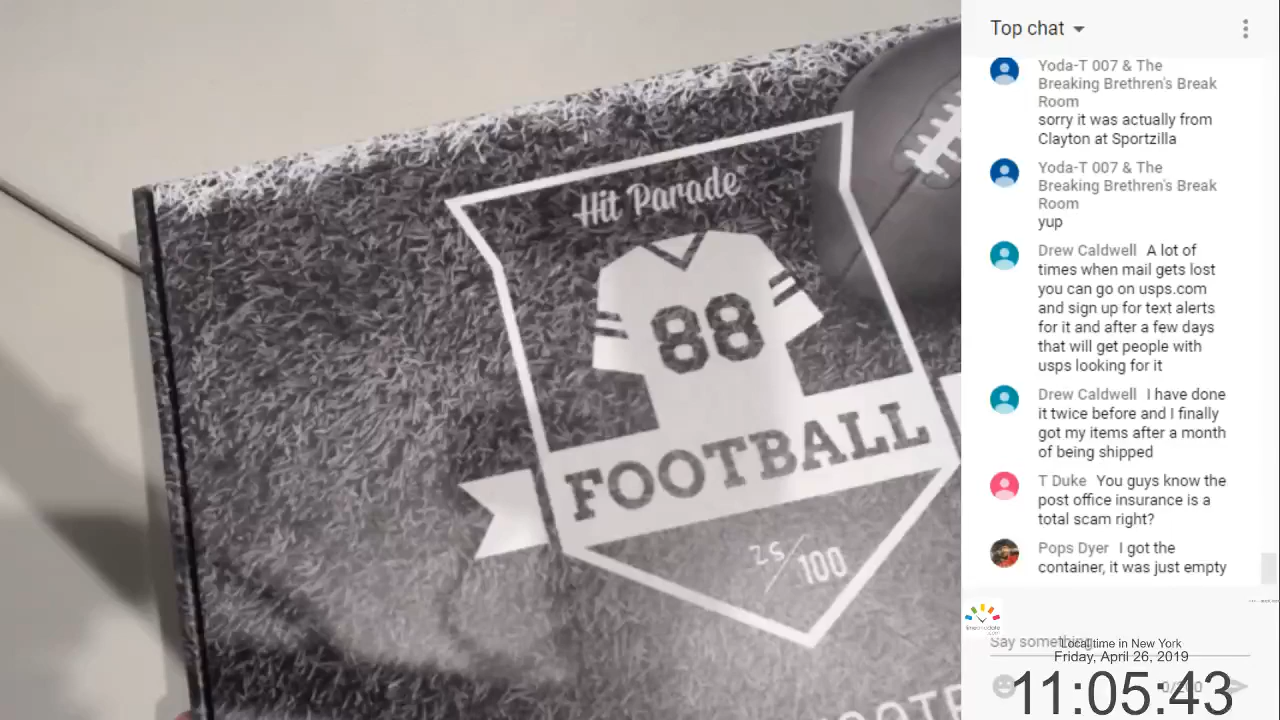 Hit Parade
88
FOOTBALL
25/100
Top chat
Yoda-T 007 & The
Breaking Brethren's Break
Room
sorry it was actually from
Clayton at Sportzilla
Yoda-T 007 & The
Breaking Brethren's Break
Room
yup
Drew Caldwell A lot of
times when mail gets lost
you can go on usps.com
and sign up for text alerts
for it and after a few days
that will get people with
usps looking for it
Drew Caldwell I have done
it twice before and I finally
got my items after a month
of being shipped
T Duke You guys know the
post office insurance is a
total scam right?
Pops Dyer I got the
container, it was just empty
Say something
Local time in New York
Friday, April 26, 2019
11:05:43